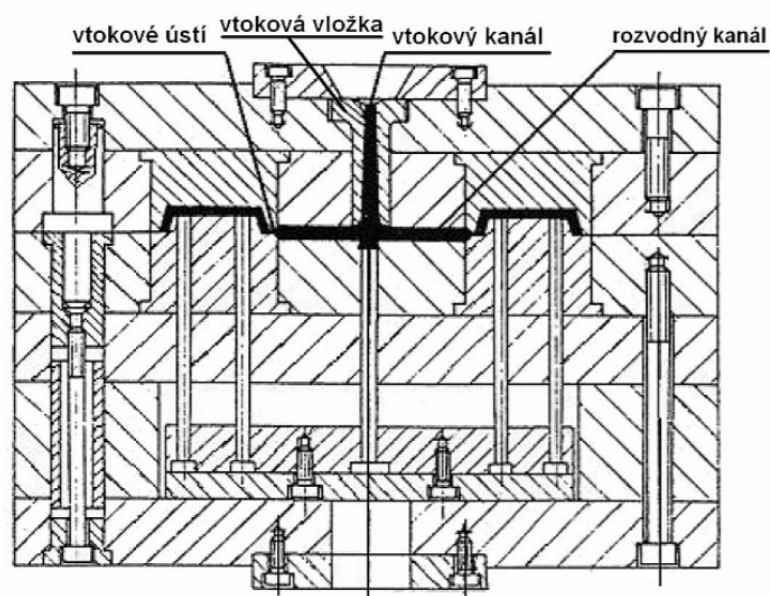 vtokové ústí
vtoková vložka
vtokový kanál
rozvodný kanál